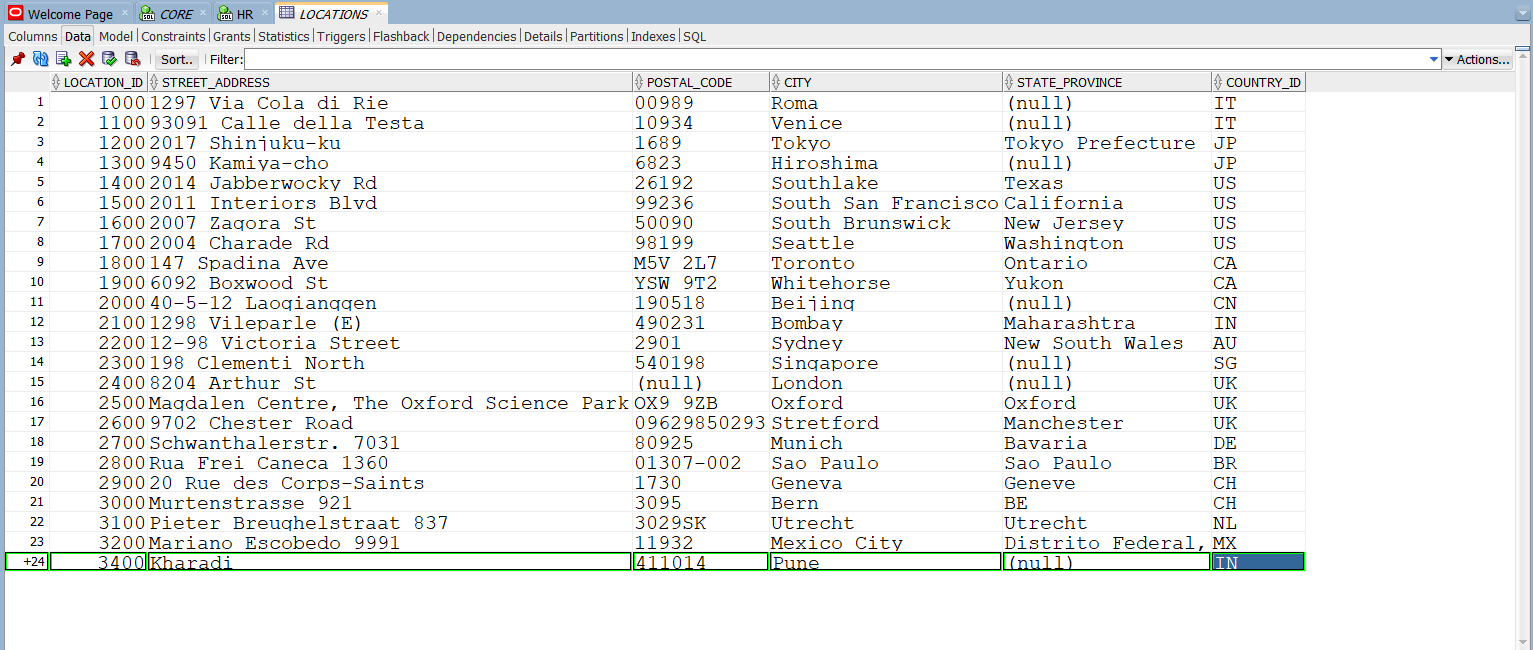 Welcome Page CORE HR LOCATIONS
Columns Data Model Constraints Grants Statistics Triggers Flashback Dependencies Details Partitions Indexes SQL
Sort.. Filter: Actions...
LOCATION_ID STREET_ADDRESS POSTAL_CODE CITY STATE_PROVINCE COUNTRY_ID
1 1000 1297 Via Cola di Rie 00989 Roma (null) IT
2 1100 93091 Calle della Testa 10934 Venice (null) IT
3 1200 2017 Shinjuku-ku 1689 Tokyo Tokyo Prefecture JP
4 1300 9450 Kamiya-cho 6823 Hiroshima (null) JP
5 1400 2014 Jabberwocky Rd 26192 Southlake Texas US
6 1500 2011 Interiors Blvd 99236 South San Francisco California US
7 1600 2007 Zagora St 50090 South Brunswick New Jersey US
8 1700 2004 Charade Rd 98199 Seattle Washington US
9 1800 147 Spadina Ave M5V 2L7 Toronto Ontario CA
10 1900 6092 Boxwood St YSW 9T2 Whitehorse Yukon CA
11 2000 40-5-12 Laogianggen 190518 Beijing (null) CN
12 2100 1298 Vileparle (E) 490231 Bombay Maharashtra IN
13 2200 12-98 Victoria Street 2901 Sydney New South Wales AU
14 2300 198 Clementi North 540198 Singapore (null) SG
15 2400 8204 Arthur St (null) London (null) UK
16 2500 Magdalen Centre, The Oxford Science Park OX9 9ZB Oxford Oxford UK
17 2600 9702 Chester Road 09629850293 Stretford Manchester UK
18 2700 Schwanthalerstr. 7031 80925 Munich Bavaria DE
19 2800 Rua Frei Caneca 1360 01307-002 Sao Paulo Sao Paulo BR
20 2900 20 Rue des Corps-Saints 1730 Geneva Geneve CH
21 3000 Murtenstrasse 921 3095 Bern BE CH
22 3100 Pieter Breughelstraat 837 3029SK Utrecht Utrecht NL
23 3200 Mariano Escobedo 9991 11932 Mexico City Distrito Federal, MX
+24 3400 Kharadi 411014 Pune (null) IN